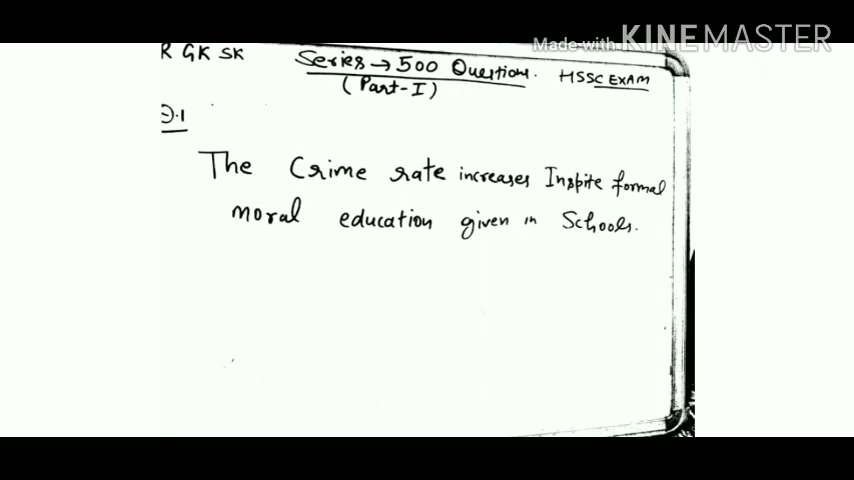 Made with KINEMASTER
R GK SK
Series → 500 Questions. HSSC EXAM
(Part-I)
Q.1
The Crime rate increases Inspite formal
moral education given in Schools.